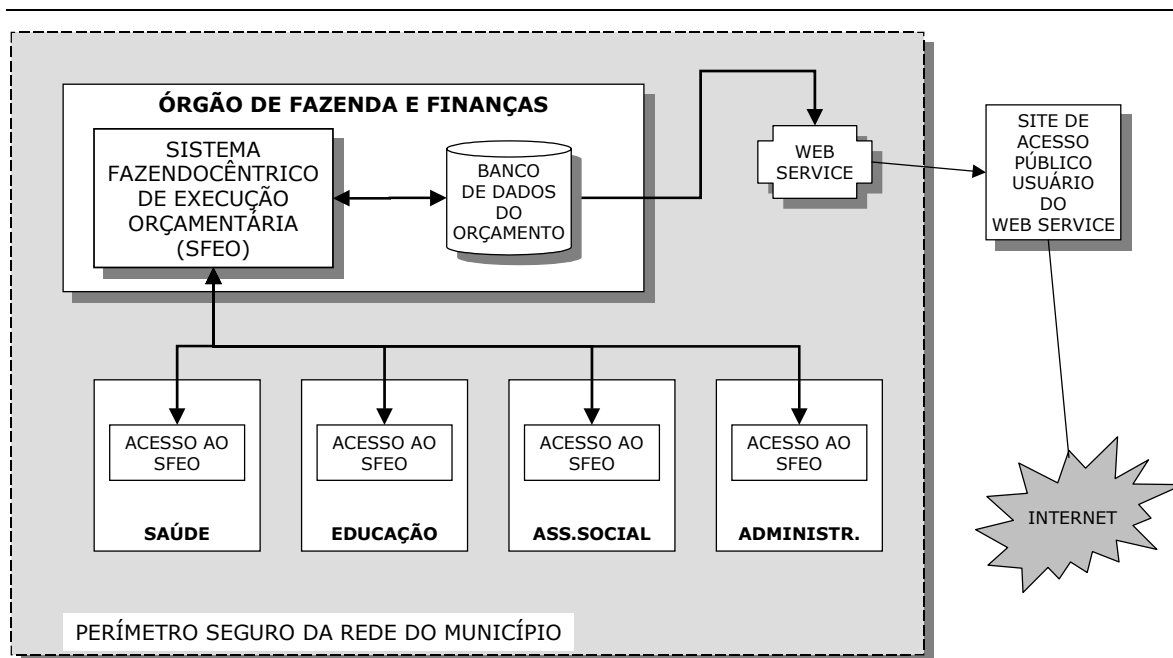 ÓRGÃO DE FAZENDA E FINANÇAS
SISTEMA
FAZENDOCÊNTRICO
DE EXECUÇÃO
ORÇAMENTÁRIA
(SFEO)
BANCO
DE DADOS
DO
ORÇAMENTO
WEB
SERVICE
SITE DE
ACESSO
PÚBLICO
USUÁRIO
DO
WEB SERVICE
ACESSO AO
SFEO
SAÚDE
ACESSO AO
SFEO
EDUCAÇÃO
ACESSO AO
SFEO
ASS.SOCIAL
ACESSO AO
SFEO
ADMINISTR.
INTERNET
PERÍMETRO SEGURO DA REDE DO MUNICÍPIO